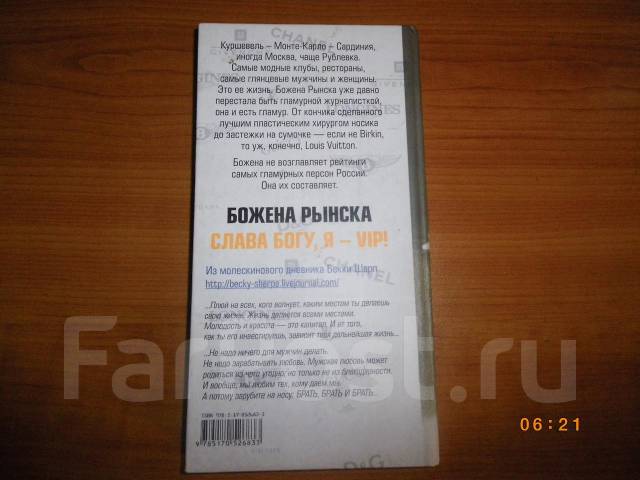 Куршевель – Монте-Карло – Сардиния,
иногда Москва, чаще Рублевка.
Самые модные клубы, рестораны,
самые глянцевые мужчины и женщины.
Это ее жизнь. Божена Рынска уже давно
перестала быть гламурной журналисткой,
она и есть гламур. От кончика сделанного
лучшим пластическим хирургом носика
до застежки на сумочке — если не Birkin,
то уж, конечно, Louis Vuitton.
Божена не возглавляет рейтинги
самых гламурных персон России.
Она их составляет.
БОЖЕНА РЫНСКА
СЛАВА БОГУ, Я – VIP!
D&G
CHANEL
Из молескинового дневника Бекки Шарп
http://becky-sharpe.livejournal.com/
...Плюй на всех, кого волнует, каким местом ты делаешь
свою жизнь. Жизнь делается всеми местами.
Молодость и красота — это капитал. И от того,
как ты его инвестируешь, зависит твоя дальнейшая жизнь...
...Не надо ничего для мужчин делать.
Не надо зарабатывать любовь. Мужская любовь может
родиться из чего угодно, но только не из благодарности.
И вообще, мы любим тех, кому даем мы.
А потому зарубите на носу: БРАТЬ, БРАТЬ И БРАТЬ...
9 785170 526833
D&G
06:21